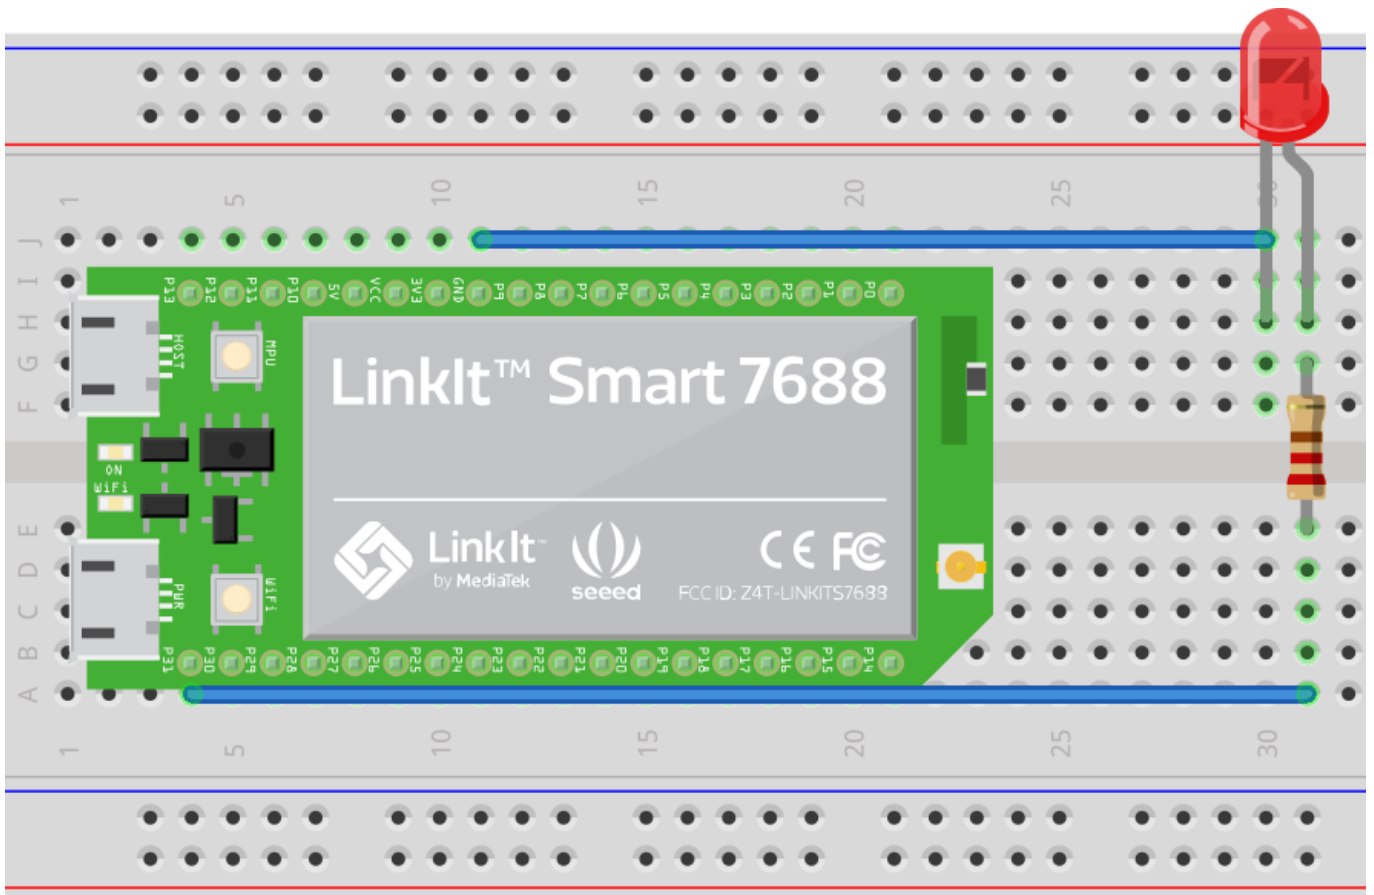 1 5 10 15 20 25 30
J
I
H
G
F
P13 P12 P11 P10 5V VCC 3V3 GND P9 P8 P7 P6 P5 P4 P3 P2 P1 P0
HOST
MPU
LinkIt™ Smart 7688
ON
WiFi
LinkIt™
by MediaTek
seeed
CE FC
FCC ID: Z4T-LINKITS7688
PWR
WiFi
E
D
C
B
A
P31 P30 P29 P28 P27 P26 P25 P24 P23 P22 P21 P20 P19 P18 P17 P16 P15 P14
1 5 10 15 20 25 30